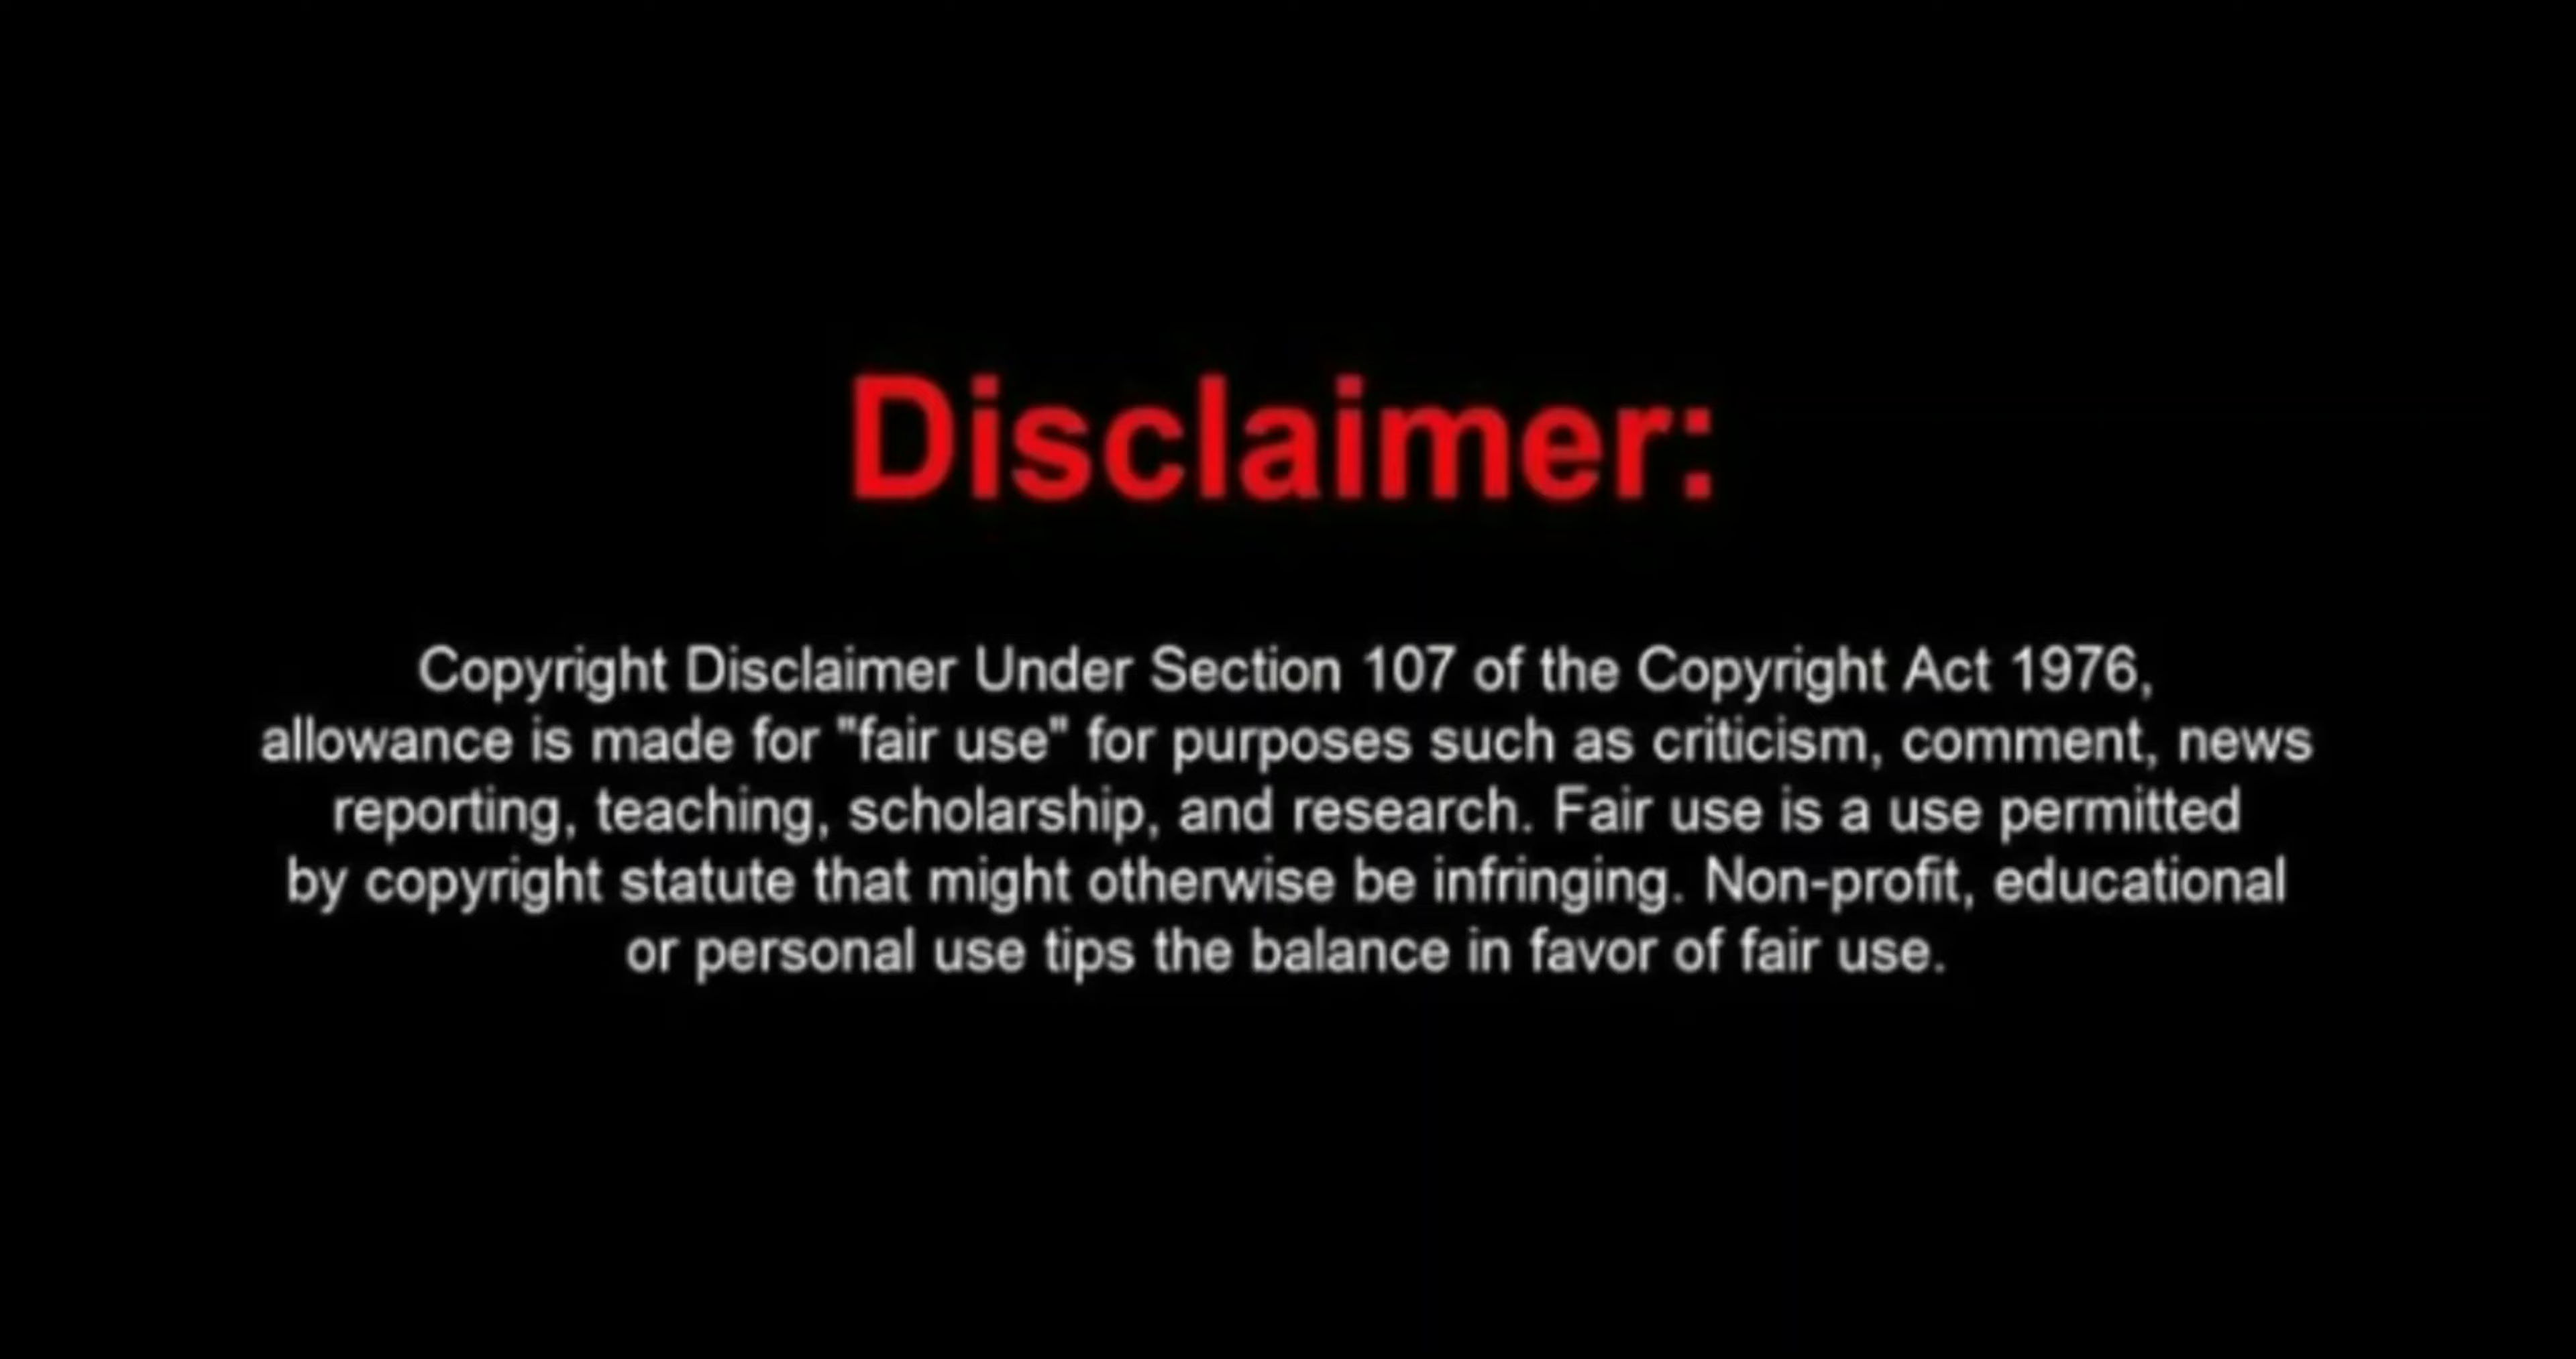 Disclaimer:
Copyright Disclaimer Under Section 107 of the Copyright Act 1976,
allowance is made for "fair use" for purposes such as criticism, comment, news
reporting, teaching, scholarship, and research. Fair use is a use permitted
by copyright statute that might otherwise be infringing. Non-profit, educational
or personal use tips the balance in favor of fair use.